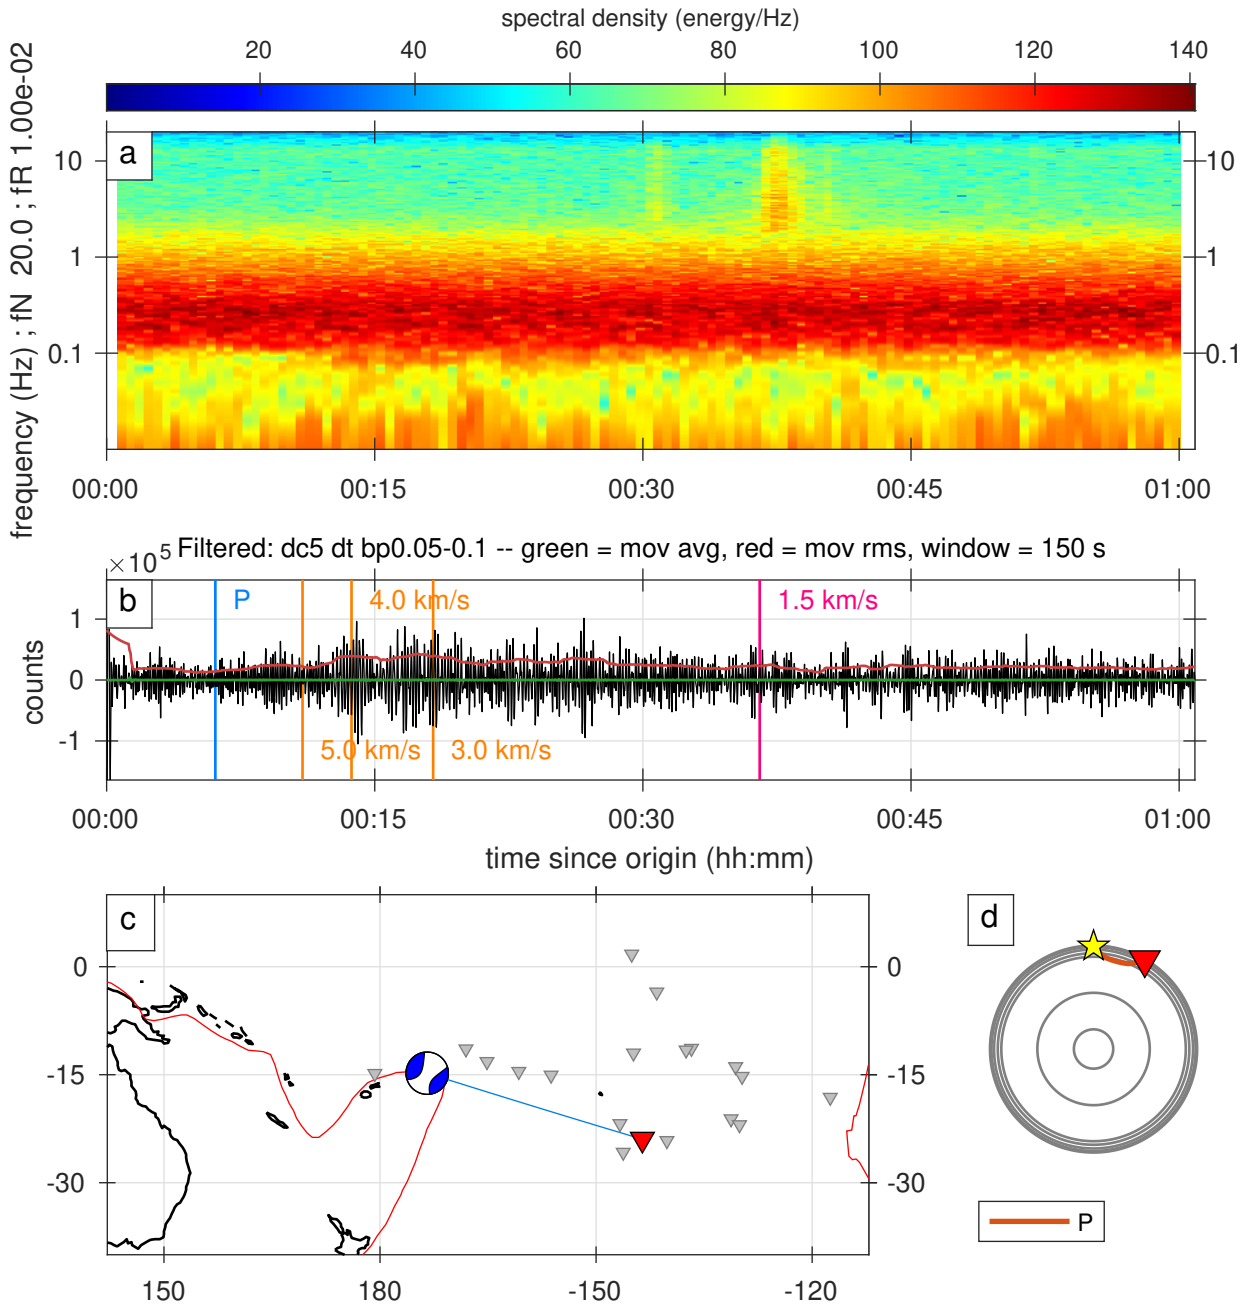 spectral density (energy/Hz)
20 40 60 80 100 120 140
frequency (Hz) ; fN 20.0 ; fR 1.00e-02
a
10 10
1 1
0.1 0.1
00:00 00:15 00:30 00:45 01:00
×10⁵ Filtered: dc5 dt bp0.05-0.1 -- green = mov avg, red = mov rms, window = 150 s
b
P 4.0 km/s 1.5 km/s
counts
1
0
-1
5.0 km/s 3.0 km/s
00:00 00:15 00:30 00:45 01:00
time since origin (hh:mm)
c
d
0 0
-15 -15
-30 -30
150 180 -150 -120
P